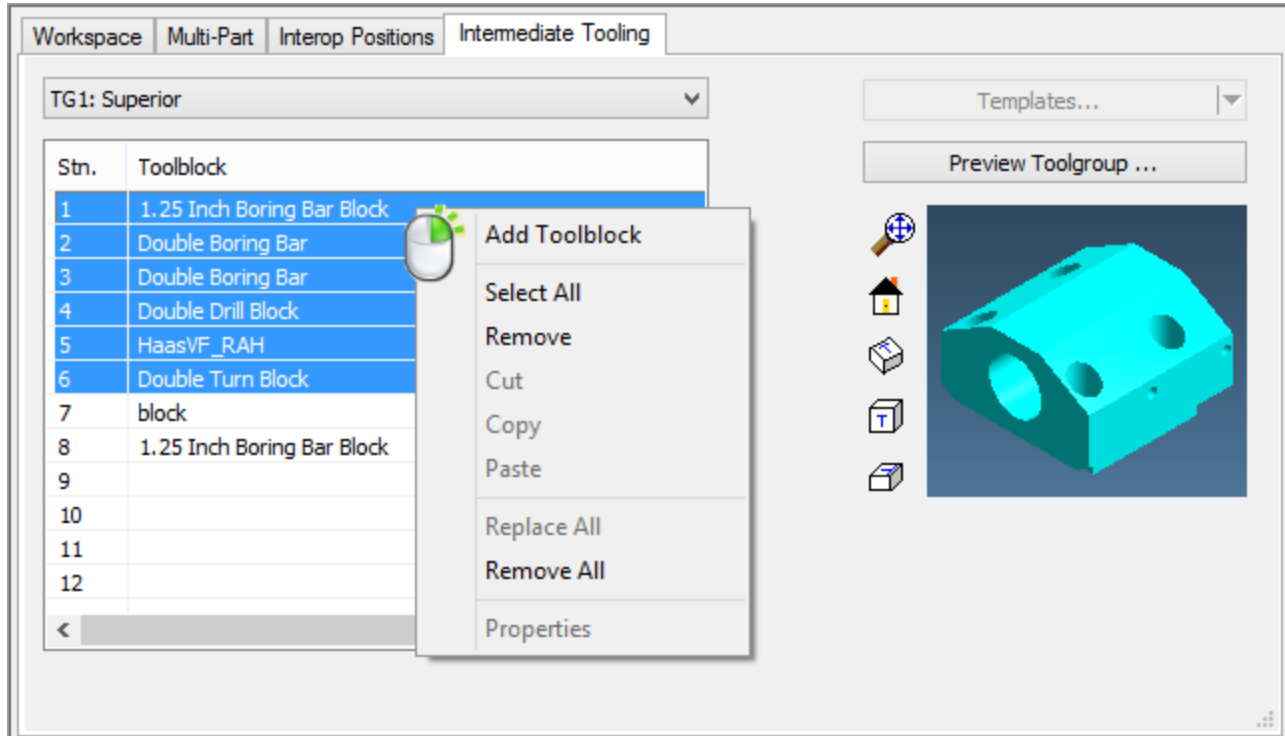 Workspace Multi-Part Interop Positions Intermediate Tooling
TG1: Superior
Templates...
Preview Toolgroup ...
Stn. Toolblock
1 1.25 Inch Boring Bar Block
2 Double Boring Bar
3 Double Boring Bar
4 Double Drill Block
5 HaasVF_RAH
6 Double Turn Block
7 block
8 1.25 Inch Boring Bar Block
9
10
11
12
Add Toolblock
Select All
Remove
Cut
Copy
Paste
Replace All
Remove All
Properties
T